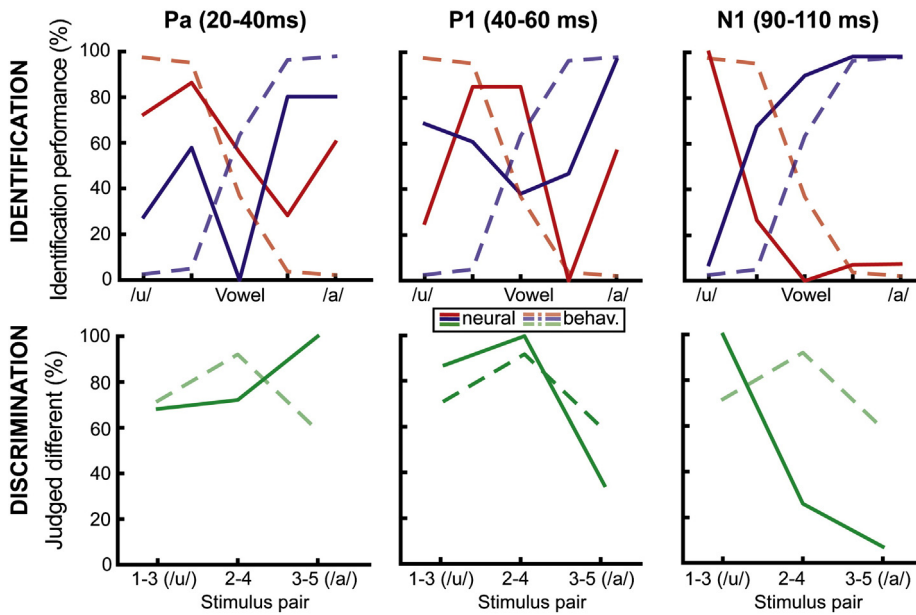 Pa (20-40ms)
P1 (40-60 ms)
N1 (90-110 ms)
IDENTIFICATION
Identification performance (%)
100
80
60
40
20
0
/u/
Vowel
/a/
/u/
Vowel
/a/
/u/
Vowel
/a/
neural
behav.
DISCRIMINATION
Judged different (%)
100
80
60
40
20
0
1-3 (/u/)
2-4
3-5 (/a/)
Stimulus pair
1-3 (/u/)
2-4
3-5 (/a/)
Stimulus pair
1-3 (/u/)
2-4
3-5 (/a/)
Stimulus pair